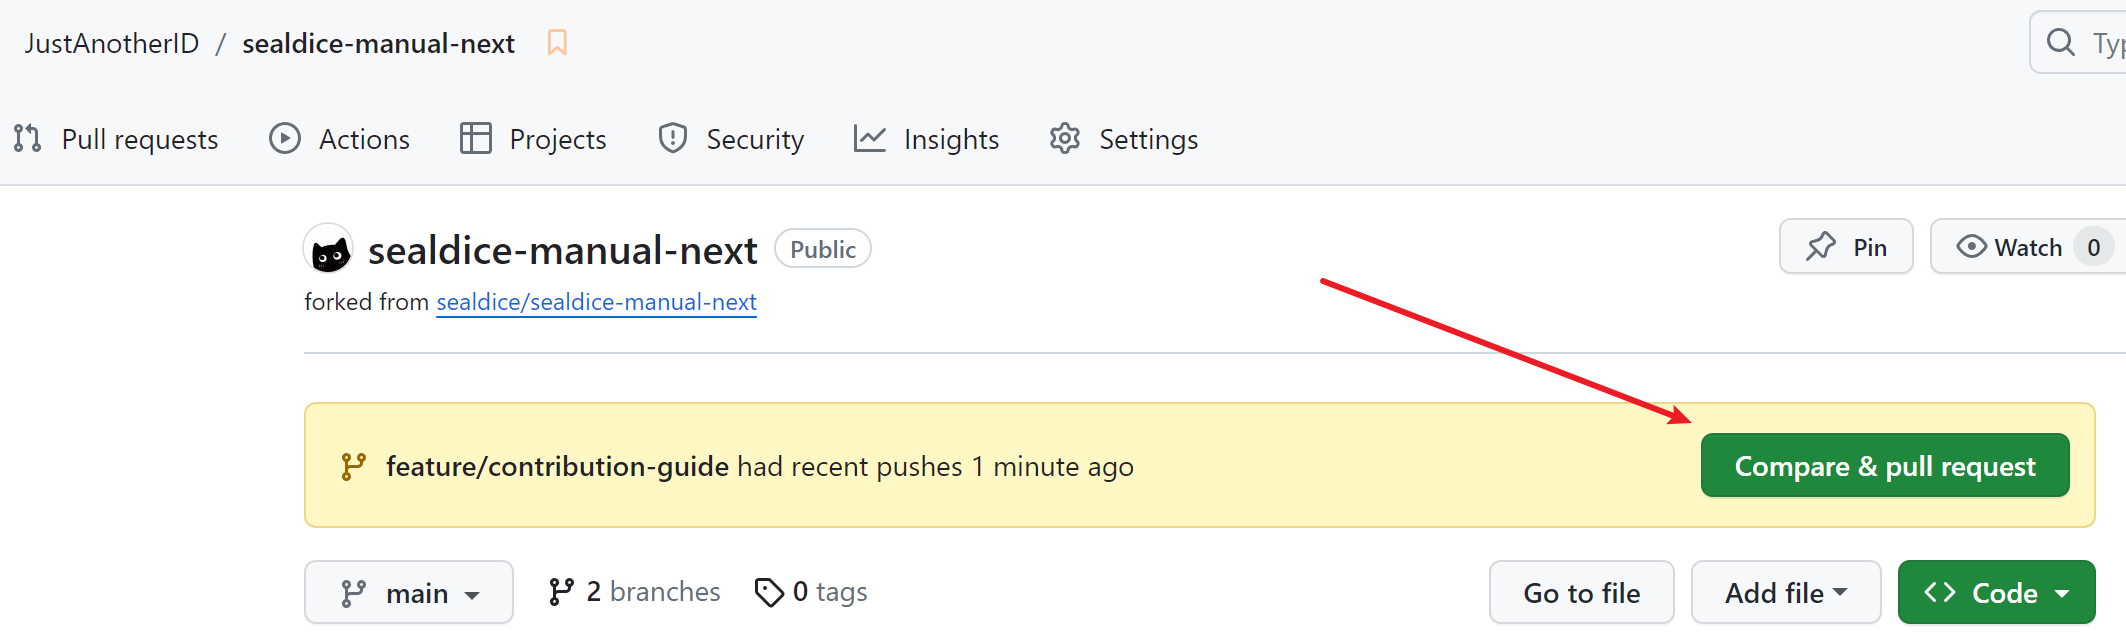 JustAnotherID / sealdice-manual-next
Pull requests Actions Projects Security Insights Settings
sealdice-manual-next Public Pin Watch 0
forked from sealdice/sealdice-manual-next
feature/contribution-guide had recent pushes 1 minute ago Compare & pull request
main 2 branches 0 tags Go to file Add file Code